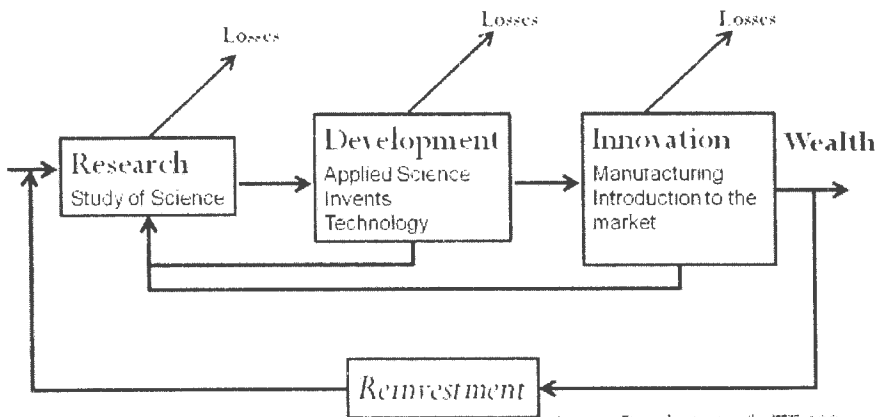 Losses
Losses
Losses
Research
Study of Science
Development
Applied Science
Invents
Technology
Innovation
Manufacturing
Introduction to the
market
Wealth
Reinvestment